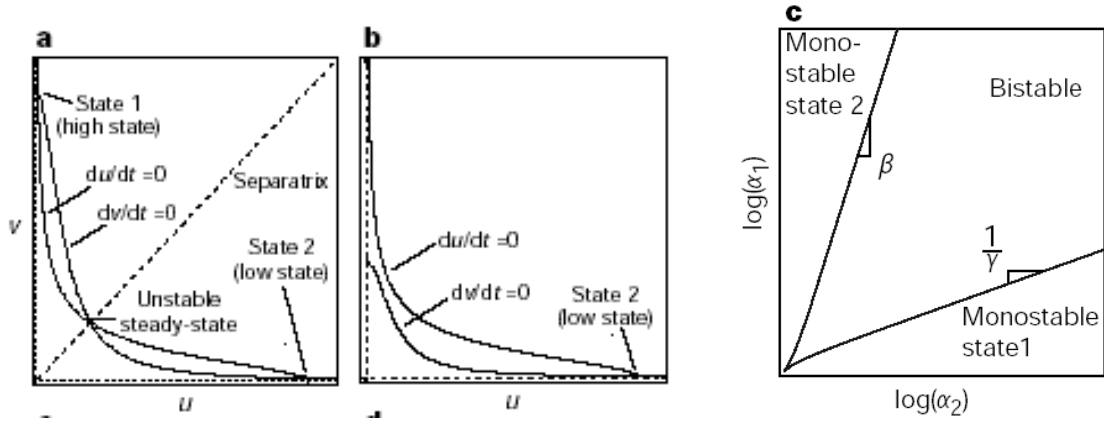 a
State 1
(high state)
du/dt =0
dv/dt =0
Separatrix
v
State 2
(low state)
Unstable
steady-state
u
b
du/dt =0
dv/dt =0
State 2
(low state)
u
c
Mono-
stable
state 2
Bistable
β
log(α1)
1
γ
Monostable
state1
log(α2)